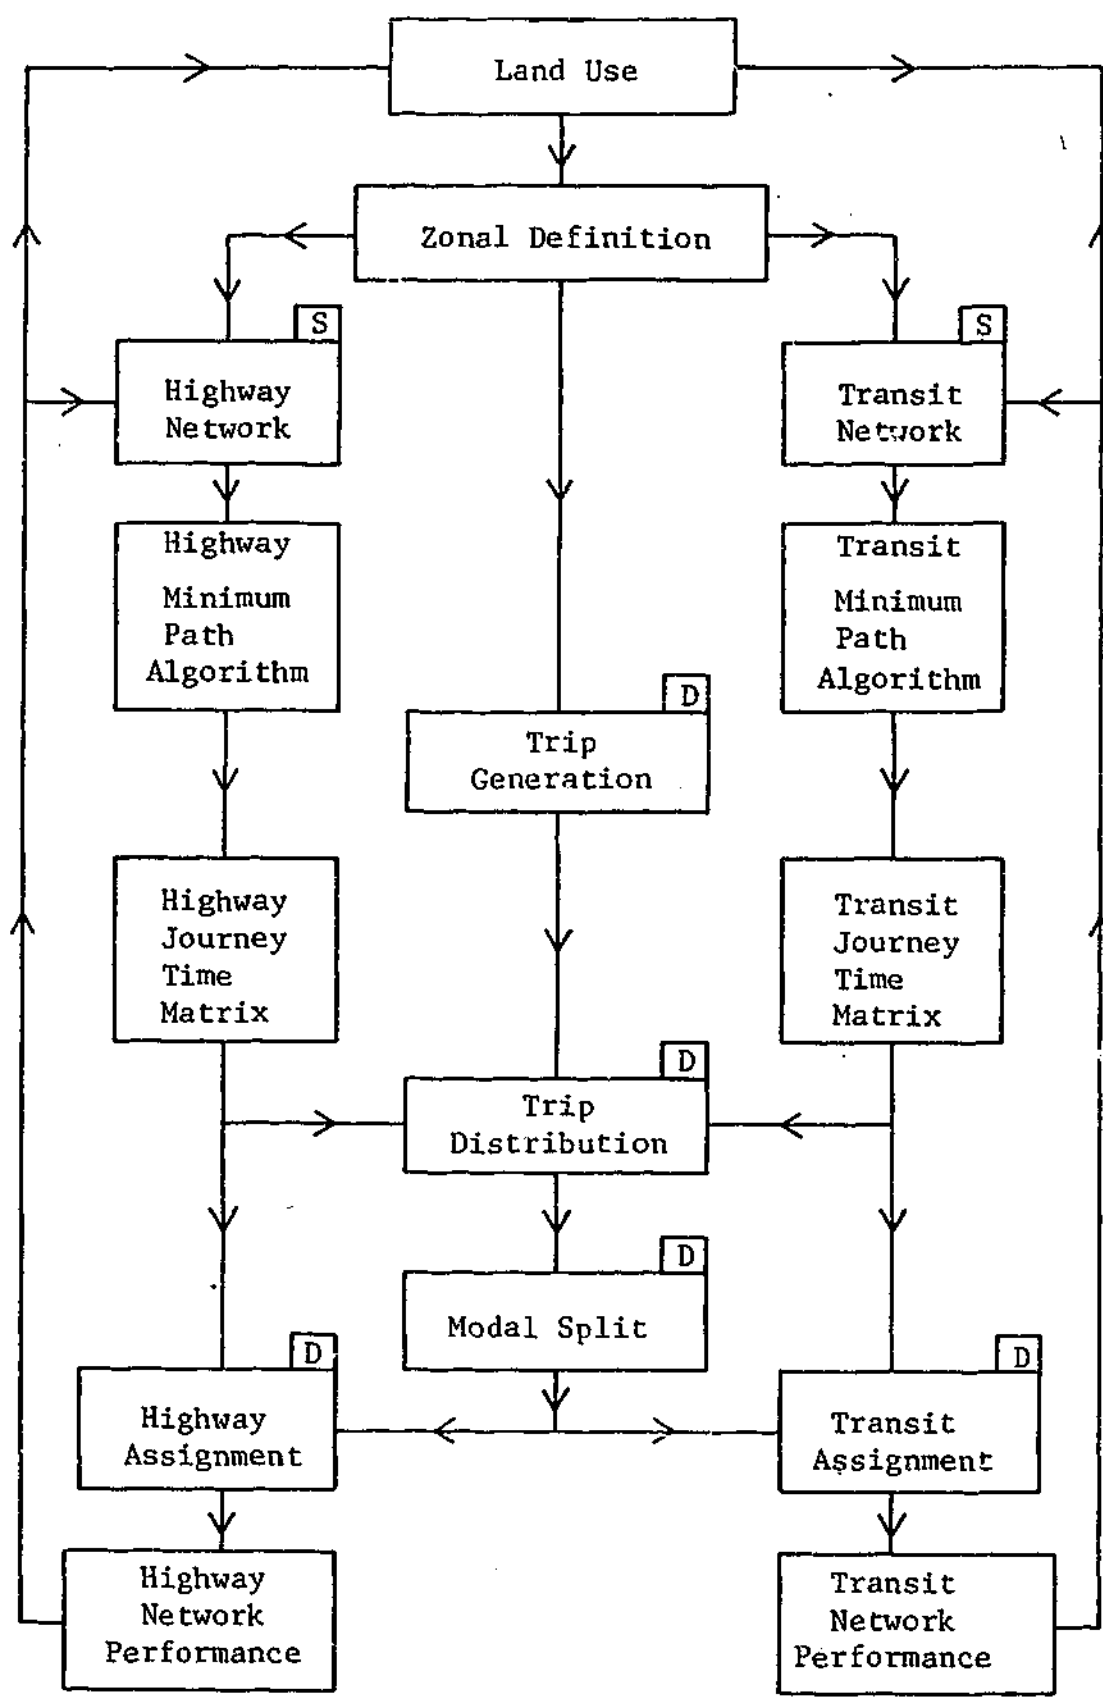 Land Use
Zonal Definition
S
Highway
Network
S
Transit
Network
Highway
Minimum
Path
Algorithm
Transit
Minimum
Path
Algorithm
D
Trip
Generation
Highway
Journey
Time
Matrix
Transit
Journey
Time
Matrix
D
Trip
Distribution
D
Modal Split
D
Highway
Assignment
D
Transit
Assignment
Highway
Network
Performance
Transit
Network
Performance